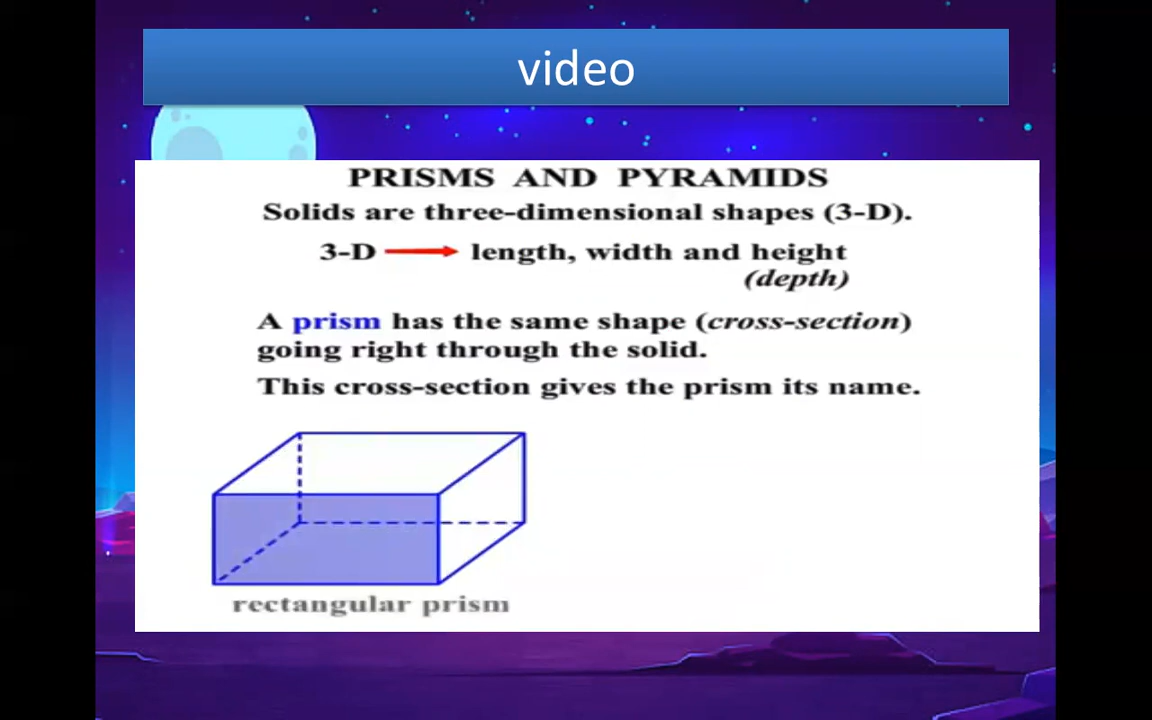 video
PRISMS AND PYRAMIDS
Solids are three-dimensional shapes (3-D).
3-D length, width and height
(depth)
A prism has the same shape (cross-section)
going right through the solid.
This cross-section gives the prism its name.
rectangular prism